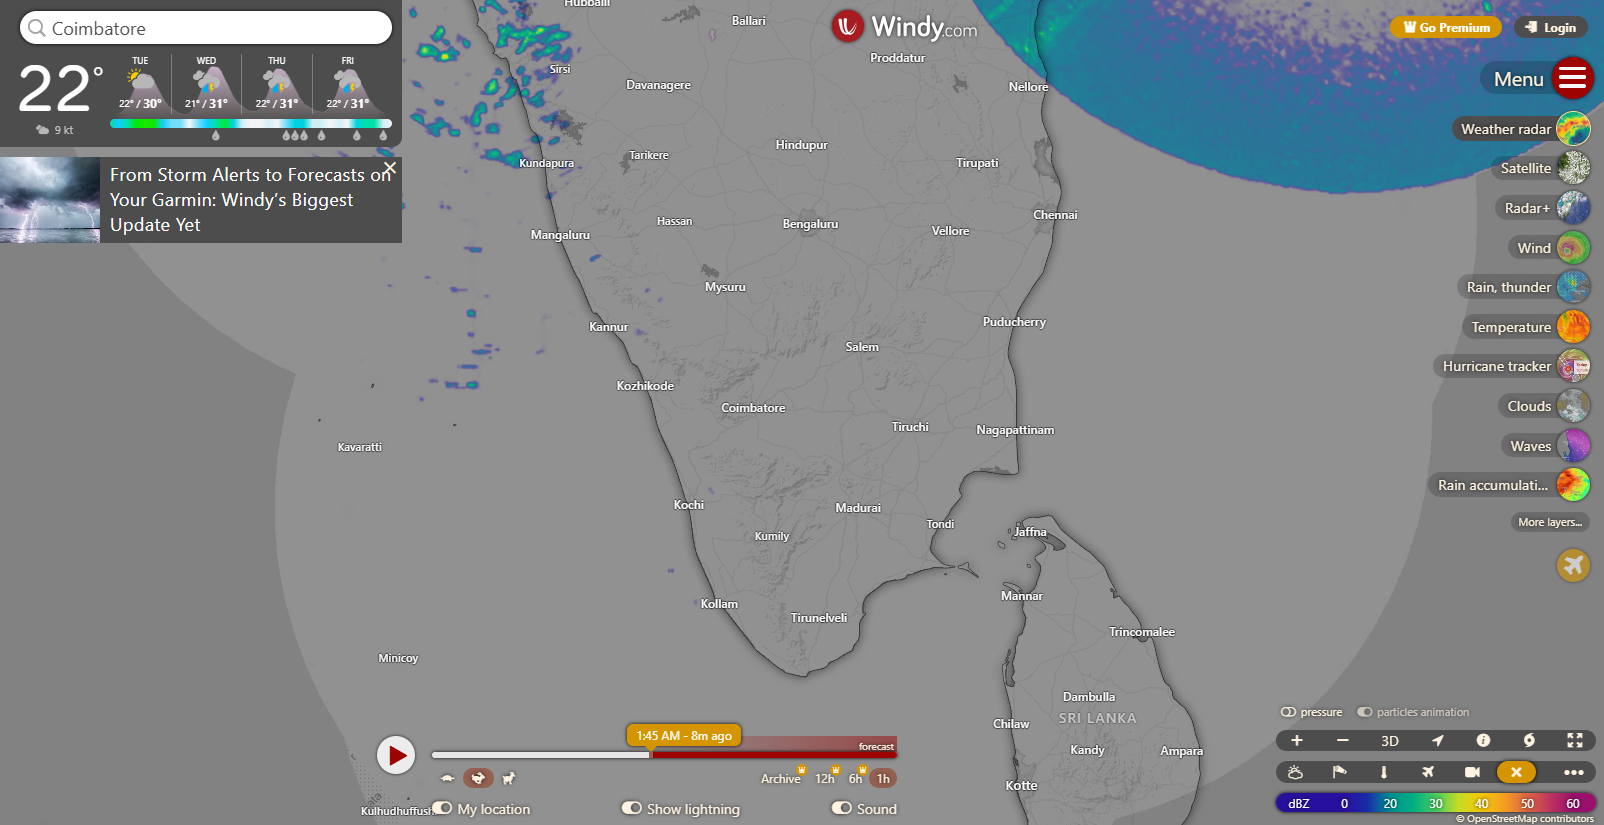 Coimbatore
22°
9 kt
TUE
22° / 30°
WED
21° / 31°
THU
22° / 31°
FRI
22° / 31°
From Storm Alerts to Forecasts on
Your Garmin: Windy's Biggest
Update Yet
Windy.com
Go Premium
Login
Menu
Weather radar
Satellite
Radar+
Wind
Rain, thunder
Temperature
Hurricane tracker
Clouds
Waves
Rain accumulati...
More layers...
Hubballi
Ballari
Proddatur
Sirsi
Davanagere
Nellore
Kundapura
Tarikere
Hindupur
Tirupati
Mangaluru
Hassan
Bengaluru
Vellore
Chennai
Mysuru
Kannur
Puducherry
Salem
Kozhikode
Coimbatore
Tiruchi
Nagapattinam
Kavaratti
Kochi
Madurai
Tondi
Jaffna
Kumily
Mannar
Kollam
Tirunelveli
Trincomalee
Minicoy
Dambulla
Chilaw
SRI LANKA
Kandy
Ampara
Kotte
Kulhudhuffush
1:45 AM - 8m ago
forecast
Archive
12h
6h
1h
My location
Show lightning
Sound
pressure
particles animation
3D
dBZ 0 20 30 40 50 60
© OpenStreetMap contributors